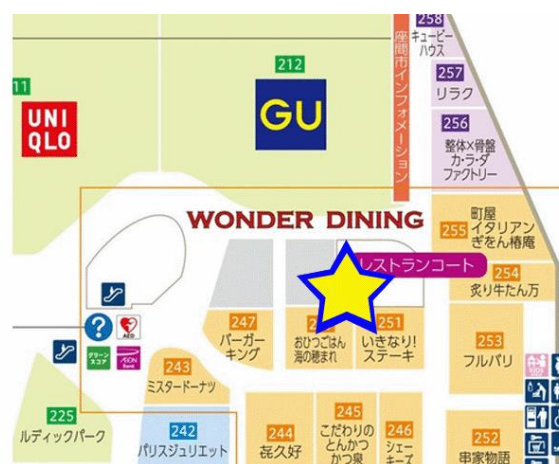 258
キュービー
ハウス
257
リラク
256
整体×骨盤
カ・ラ・ダ
ファクトリー
座間市インフォメーション
212
GU
11
UNI
QLO
WONDER DINING
レストランコート
255
町屋
イタリアン
ぎをん椿庵
254
炙り牛たん万
247
バーガー
キング
おひつごはん
海の穂まれ
251
いきなり!
ステーキ
253
フルバリ
?
AED
グリーン
スコア
AEON
Bank
243
ミスタードーナツ
225
ルディックパーク
242
パリスジュリエット
244
㐂久好
245
こだわりの
とんかつ
かつ泉
246
シェー
キーズ
252
串家物語